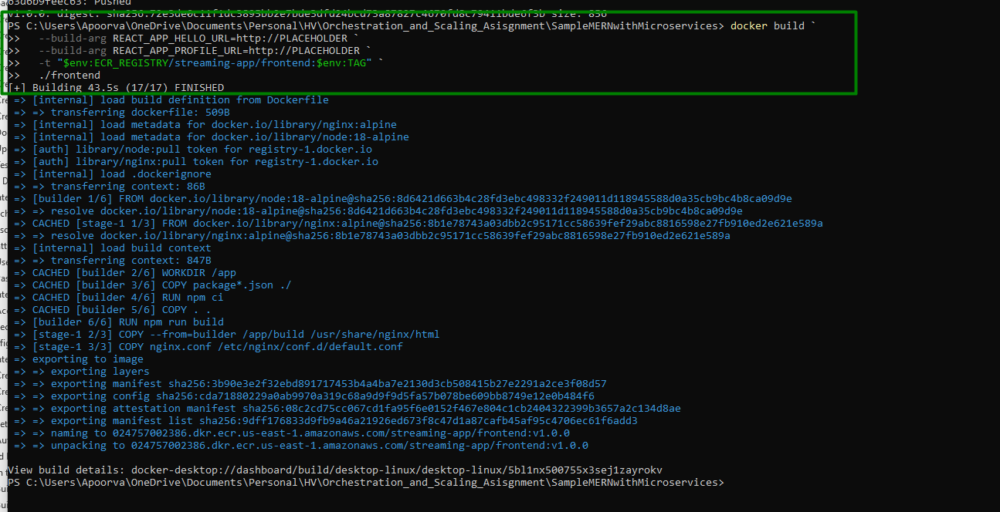 PS C:\Users\Apoorva\OneDrive\Documents\Personal\HV\Orchestration_and_Scaling_Asisgnment\SampleMERNwithMicroservices> docker build `
>>   --build-arg REACT_APP_HELLO_URL=http://PLACEHOLDER `
>>   --build-arg REACT_APP_PROFILE_URL=http://PLACEHOLDER `
>>   -t "$env:ECR_REGISTRY/streaming-app/frontend:$env:TAG" `
>>   ./frontend
[+] Building 43.5s (17/17) FINISHED
=> [internal] load build definition from Dockerfile
=> => transferring dockerfile: 509B
=> [internal] load metadata for docker.io/library/nginx:alpine
=> [internal] load metadata for docker.io/library/node:18-alpine
=> [auth] library/node:pull token for registry-1.docker.io
=> [auth] library/nginx:pull token for registry-1.docker.io
=> [internal] load .dockerignore
=> => transferring context: 86B
=> [builder 1/6] FROM docker.io/library/node:18-alpine@sha256:8d6421d663b4c28fd3ebc498332f249011d118945588d0a35cb9bc4b8ca09d9e
=> => resolve docker.io/library/node:18-alpine@sha256:8d6421d663b4c28fd3ebc498332f249011d118945588d0a35cb9bc4b8ca09d9e
=> CACHED [stage-1 1/3] FROM docker.io/library/nginx:alpine@sha256:8b1e78743a03dbb2c95171cc58639fef29abc8816598e27fb910ed2e621e589a
=> => resolve docker.io/library/nginx:alpine@sha256:8b1e78743a03dbb2c95171cc58639fef29abc8816598e27fb910ed2e621e589a
=> [internal] load build context
=> => transferring context: 847B
=> CACHED [builder 2/6] WORKDIR /app
=> CACHED [builder 3/6] COPY package*.json ./
=> CACHED [builder 4/6] RUN npm ci
=> CACHED [builder 5/6] COPY . .
=> [builder 6/6] RUN npm run build
=> [stage-1 2/3] COPY --from=builder /app/build /usr/share/nginx/html
=> [stage-1 3/3] COPY nginx.conf /etc/nginx/conf.d/default.conf
=> exporting to image
=> => exporting layers
=> => exporting manifest sha256:3b90e3e2f32ebd891717453b4a4ba7e2130d3cb508415b27e2291a2ce3f08d57
=> => exporting config sha256:cda71880229a0ab9970a319c68a9d9f9d5fa57b078be609bb8749e12e0b484f6
=> => exporting attestation manifest sha256:08c2cd75cc067cd1fa95f6e0152f467e804c1cb2404322399b3657a2c134d8ae
=> => exporting manifest list sha256:9dff176833d9fb9a46a21926ed673f8c47d1a87cafb45af95c4706ec61f6add3
=> => naming to 024757002386.dkr.ecr.us-east-1.amazonaws.com/streaming-app/frontend:v1.0.0
=> => unpacking to 024757002386.dkr.ecr.us-east-1.amazonaws.com/streaming-app/frontend:v1.0.0
View build details: docker-desktop://dashboard/build/desktop-linux/desktop-linux/5bl1nx500755x3sej1zayrokv
PS C:\Users\Apoorva\OneDrive\Documents\Personal\HV\Orchestration_and_Scaling_Asisgnment\SampleMERNwithMicroservices>